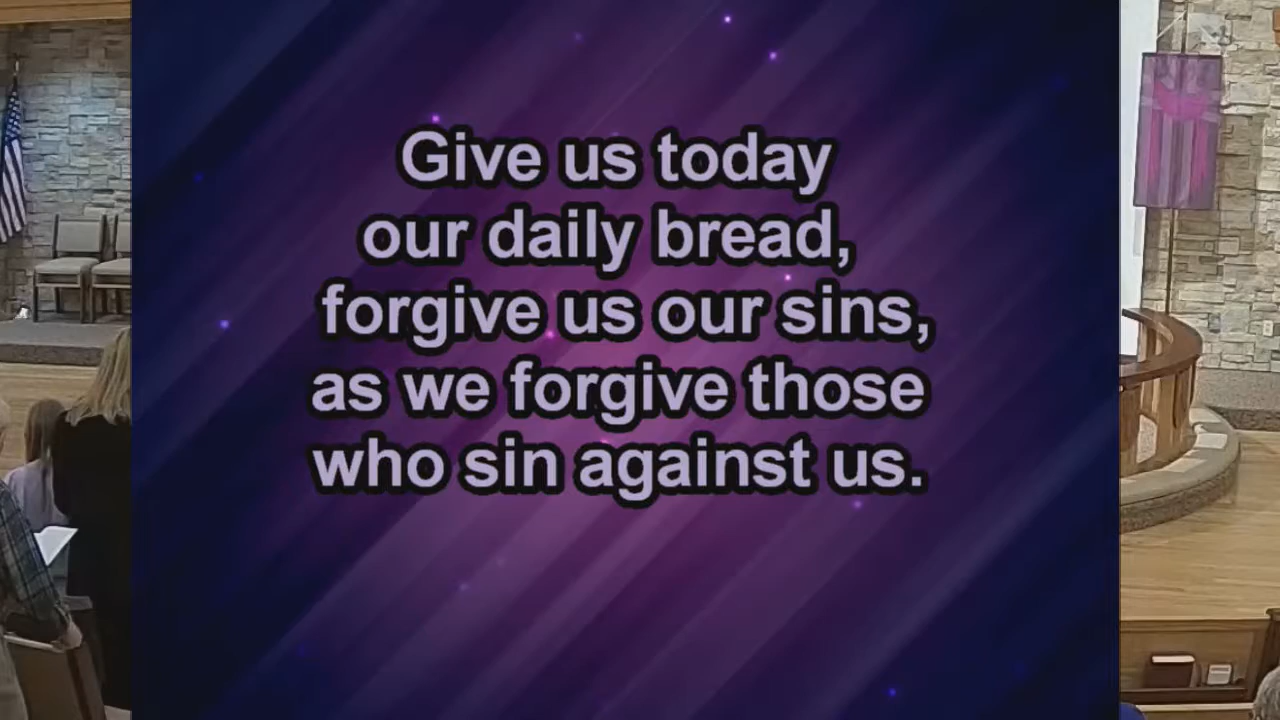 Give us today
our daily bread,
forgive us our sins,
as we forgive those
who sin against us.